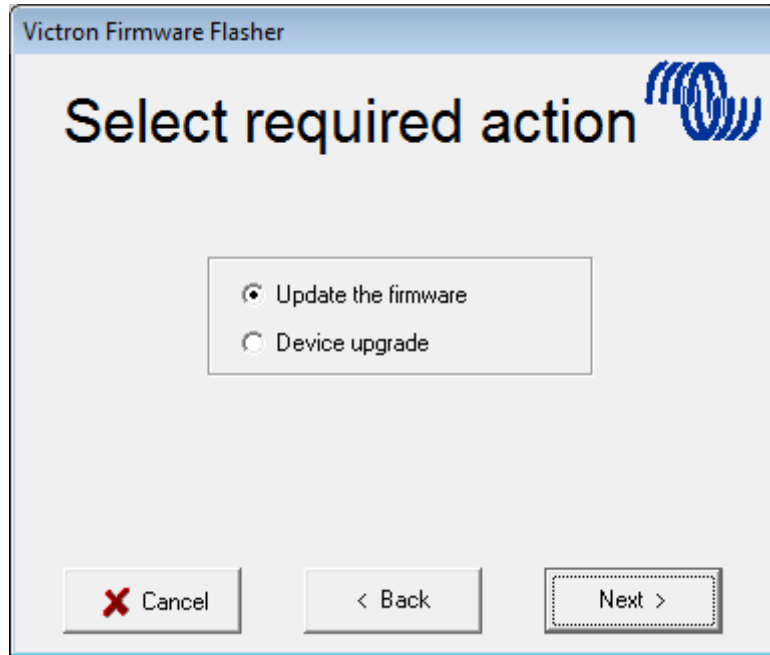 Victron Firmware Flasher
Select required action
Update the firmware
Device upgrade
Cancel
< Back
Next >